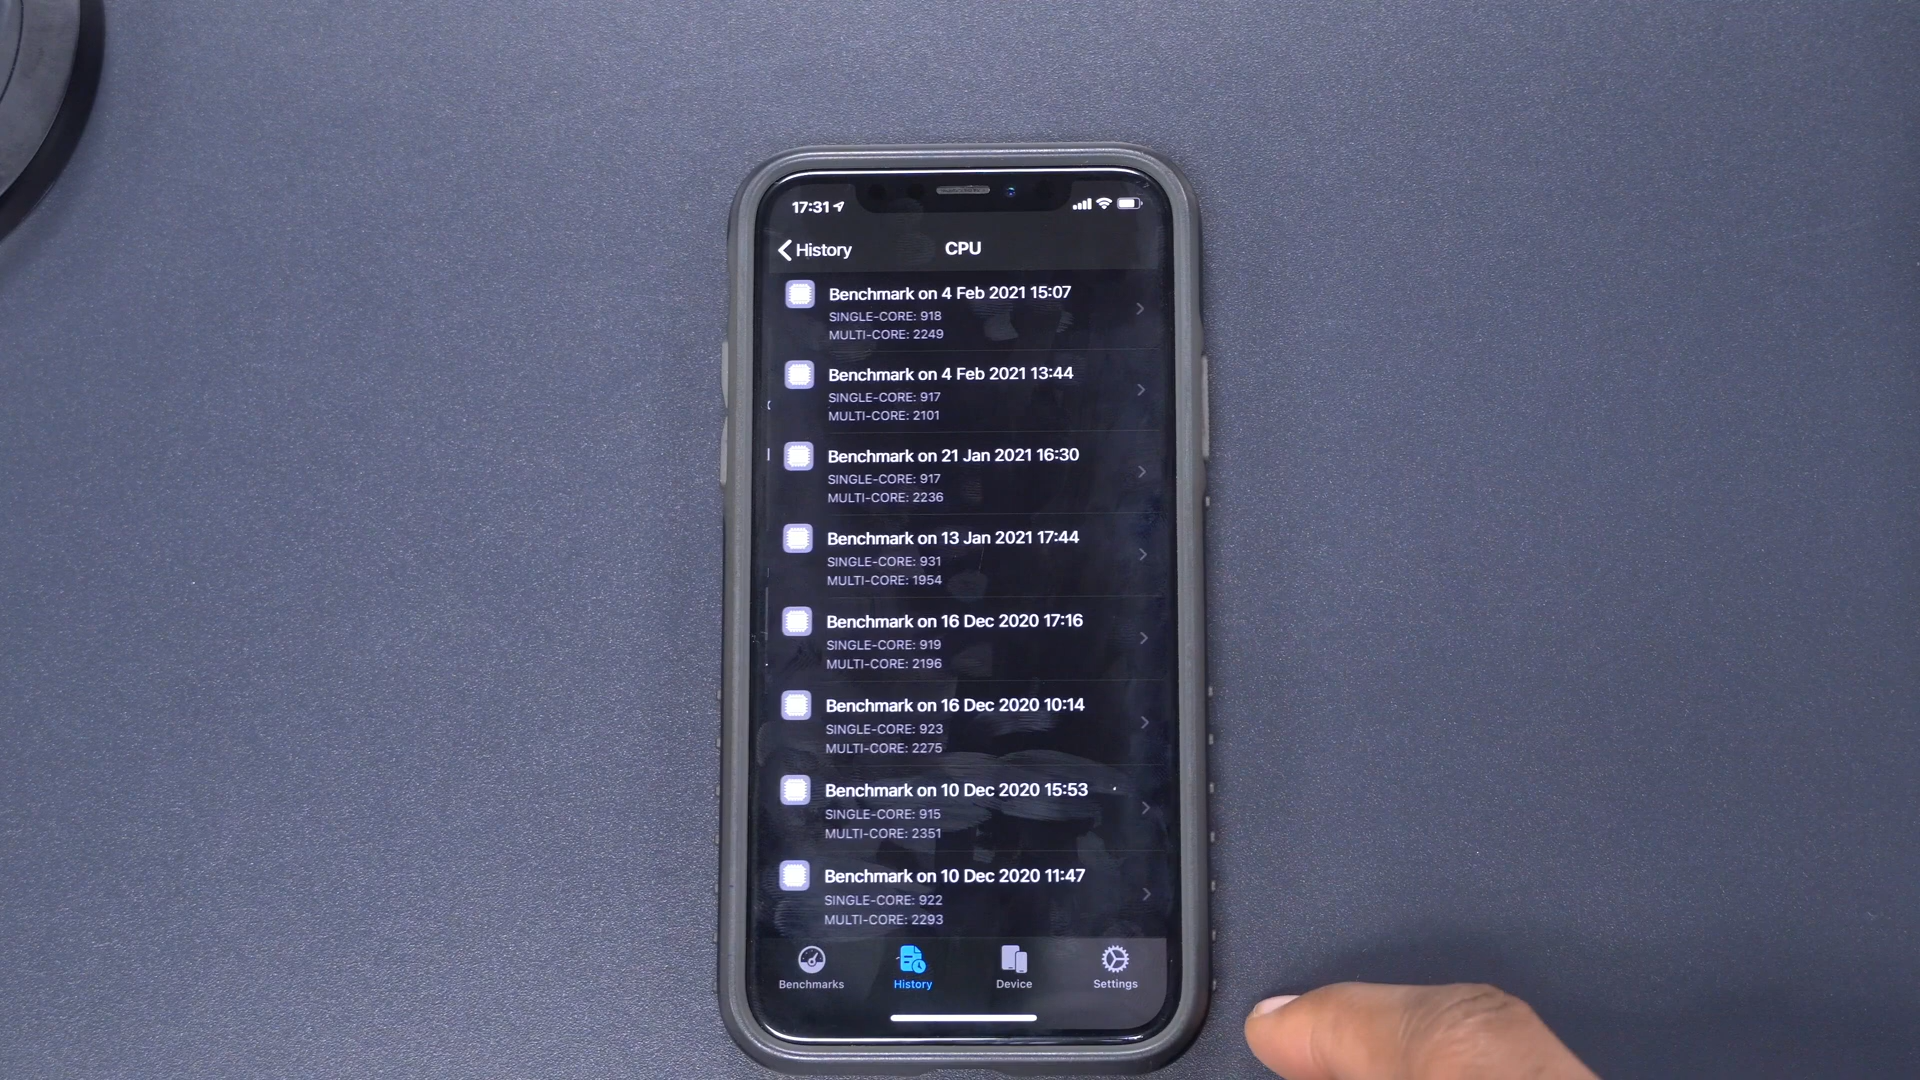 17:31
History
CPU
Benchmark on 4 Feb 2021 15:07
SINGLE-CORE: 918
MULTI-CORE: 2249
Benchmark on 4 Feb 2021 13:44
SINGLE-CORE: 917
MULTI-CORE: 2101
Benchmark on 21 Jan 2021 16:30
SINGLE-CORE: 917
MULTI-CORE: 2236
Benchmark on 13 Jan 2021 17:44
SINGLE-CORE: 931
MULTI-CORE: 1954
Benchmark on 16 Dec 2020 17:16
SINGLE-CORE: 919
MULTI-CORE: 2196
Benchmark on 16 Dec 2020 10:14
SINGLE-CORE: 923
MULTI-CORE: 2275
Benchmark on 10 Dec 2020 15:53
SINGLE-CORE: 915
MULTI-CORE: 2351
Benchmark on 10 Dec 2020 11:47
SINGLE-CORE: 922
MULTI-CORE: 2293
Benchmarks
History
Device
Settings